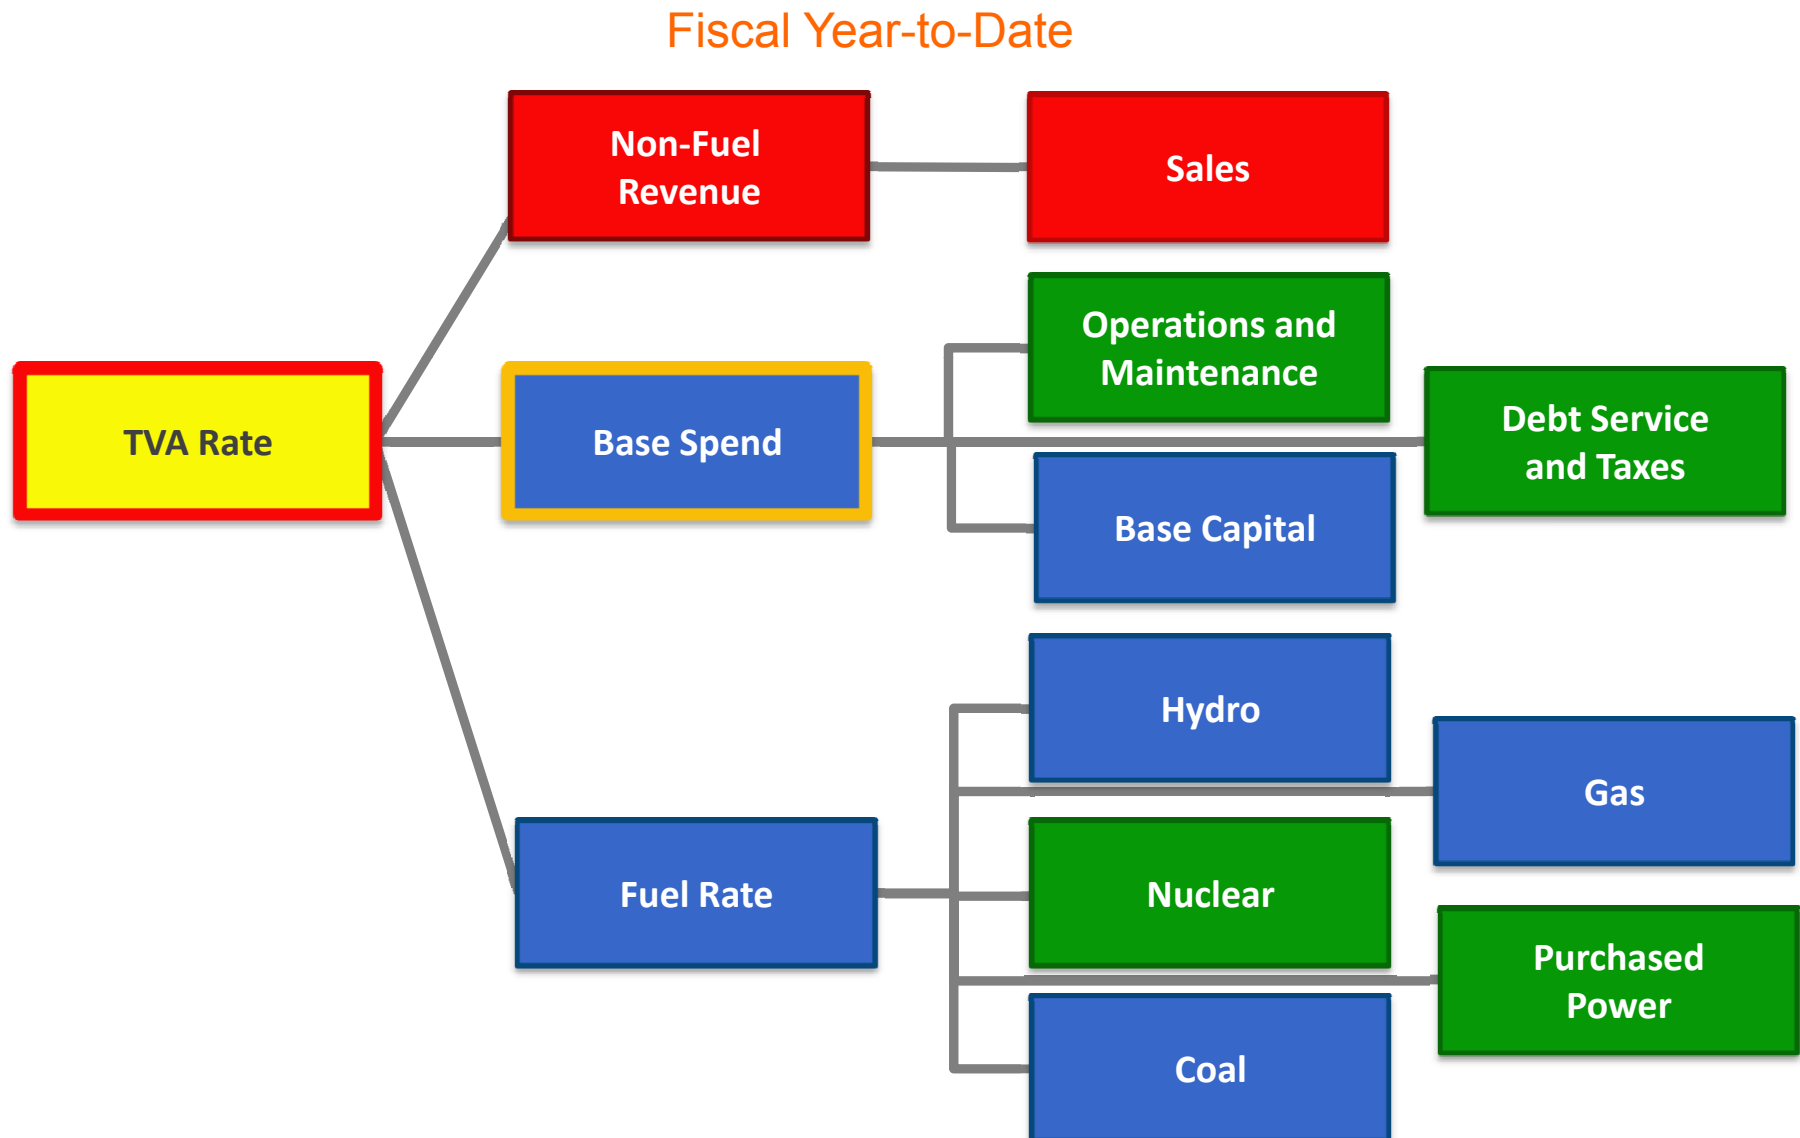 Fiscal Year-to-Date
Non-Fuel
Revenue
Sales
Operations and
Maintenance
TVA Rate
Base Spend
Debt Service
and Taxes
Base Capital
Hydro
Gas
Fuel Rate
Nuclear
Purchased
Power
Coal